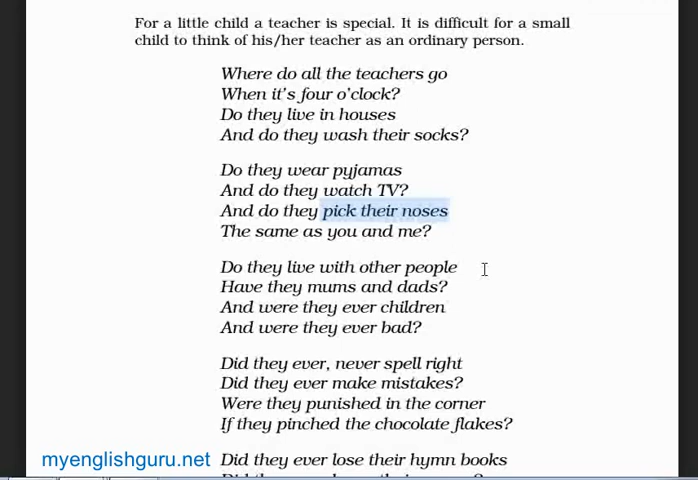 For a little child a teacher is special. It is difficult for a small
child to think of his/her teacher as an ordinary person.
Where do all the teachers go
When it's four o'clock?
Do they live in houses
And do they wash their socks?
Do they wear pyjamas
And do they watch TV?
And do they pick their noses
The same as you and me?
Do they live with other people
Have they mums and dads?
And were they ever children
And were they ever bad?
Did they ever, never spell right
Did they ever make mistakes?
Were they punished in the corner
If they pinched the chocolate flakes?
myenglishguru.net
Did they ever lose their hymn books